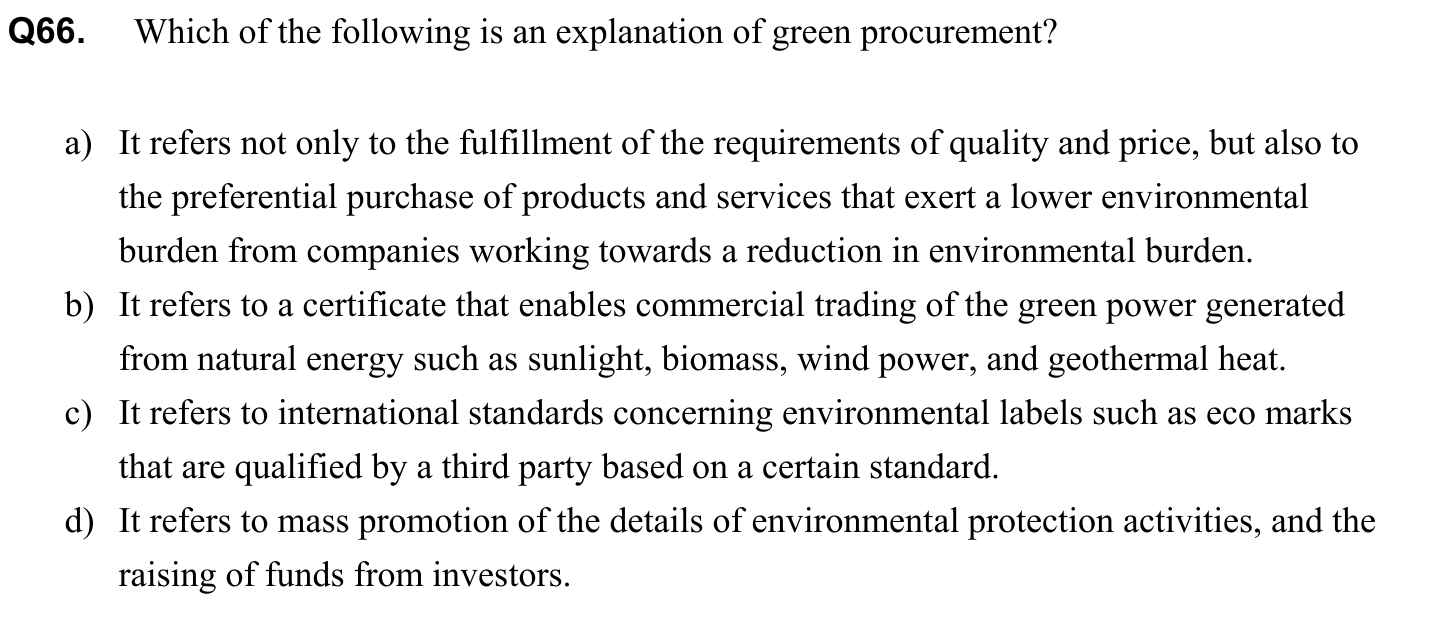 Q66. Which of the following is an explanation of green procurement?
a) It refers not only to the fulfillment of the requirements of quality and price, but also to
the preferential purchase of products and services that exert a lower environmental
burden from companies working towards a reduction in environmental burden.
b) It refers to a certificate that enables commercial trading of the green power generated
from natural energy such as sunlight, biomass, wind power, and geothermal heat.
c) It refers to international standards concerning environmental labels such as eco marks
that are qualified by a third party based on a certain standard.
d) It refers to mass promotion of the details of environmental protection activities, and the
raising of funds from investors.